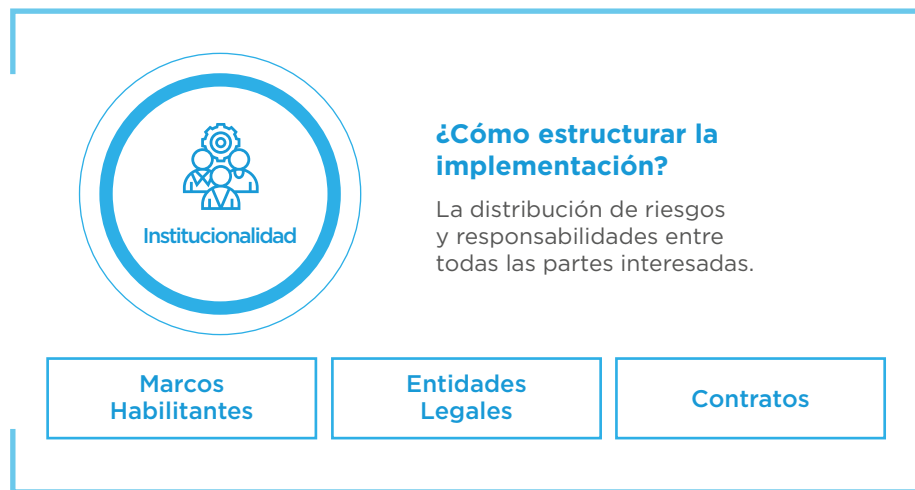 Institucionalidad
¿Cómo estructurar la
implementación?
La distribución de riesgos
y responsabilidades entre
todas las partes interesadas.
Marcos
Habilitantes
Entidades
Legales
Contratos